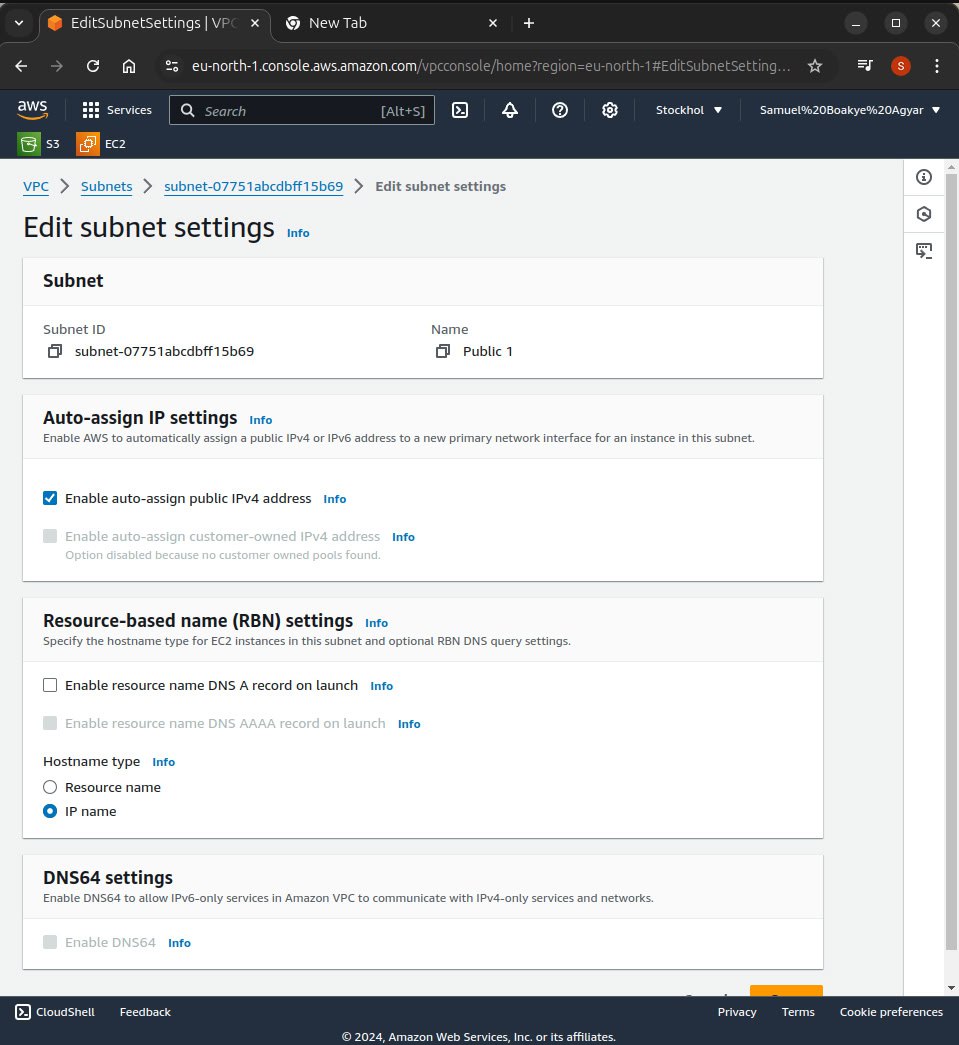 EditSubnetSettings | VPC
New Tab
eu-north-1.console.aws.amazon.com/vpcconsole/home?region=eu-north-1#EditSubnetSetting...
S
aws
Services
Search
[Alt+S]
Stockhol
Samuel%20Boakye%20Agyar
S3
EC2
VPC
Subnets
subnet-07751abcdbff15b69
Edit subnet settings
Edit subnet settings Info
Subnet
Subnet ID
Name
subnet-07751abcdbff15b69
Public 1
Auto-assign IP settings Info
Enable AWS to automatically assign a public IPv4 or IPv6 address to a new primary network interface for an instance in this subnet.
Enable auto-assign public IPv4 address Info
Enable auto-assign customer-owned IPv4 address Info
Option disabled because no customer owned pools found.
Resource-based name (RBN) settings Info
Specify the hostname type for EC2 instances in this subnet and optional RBN DNS query settings.
Enable resource name DNS A record on launch Info
Enable resource name DNS AAAA record on launch Info
Hostname type Info
Resource name
IP name
DNS64 settings
Enable DNS64 to allow IPv6-only services in Amazon VPC to communicate with IPv4-only services and networks.
Enable DNS64 Info
CloudShell
Feedback
Privacy
Terms
Cookie preferences
© 2024, Amazon Web Services, Inc. or its affiliates.